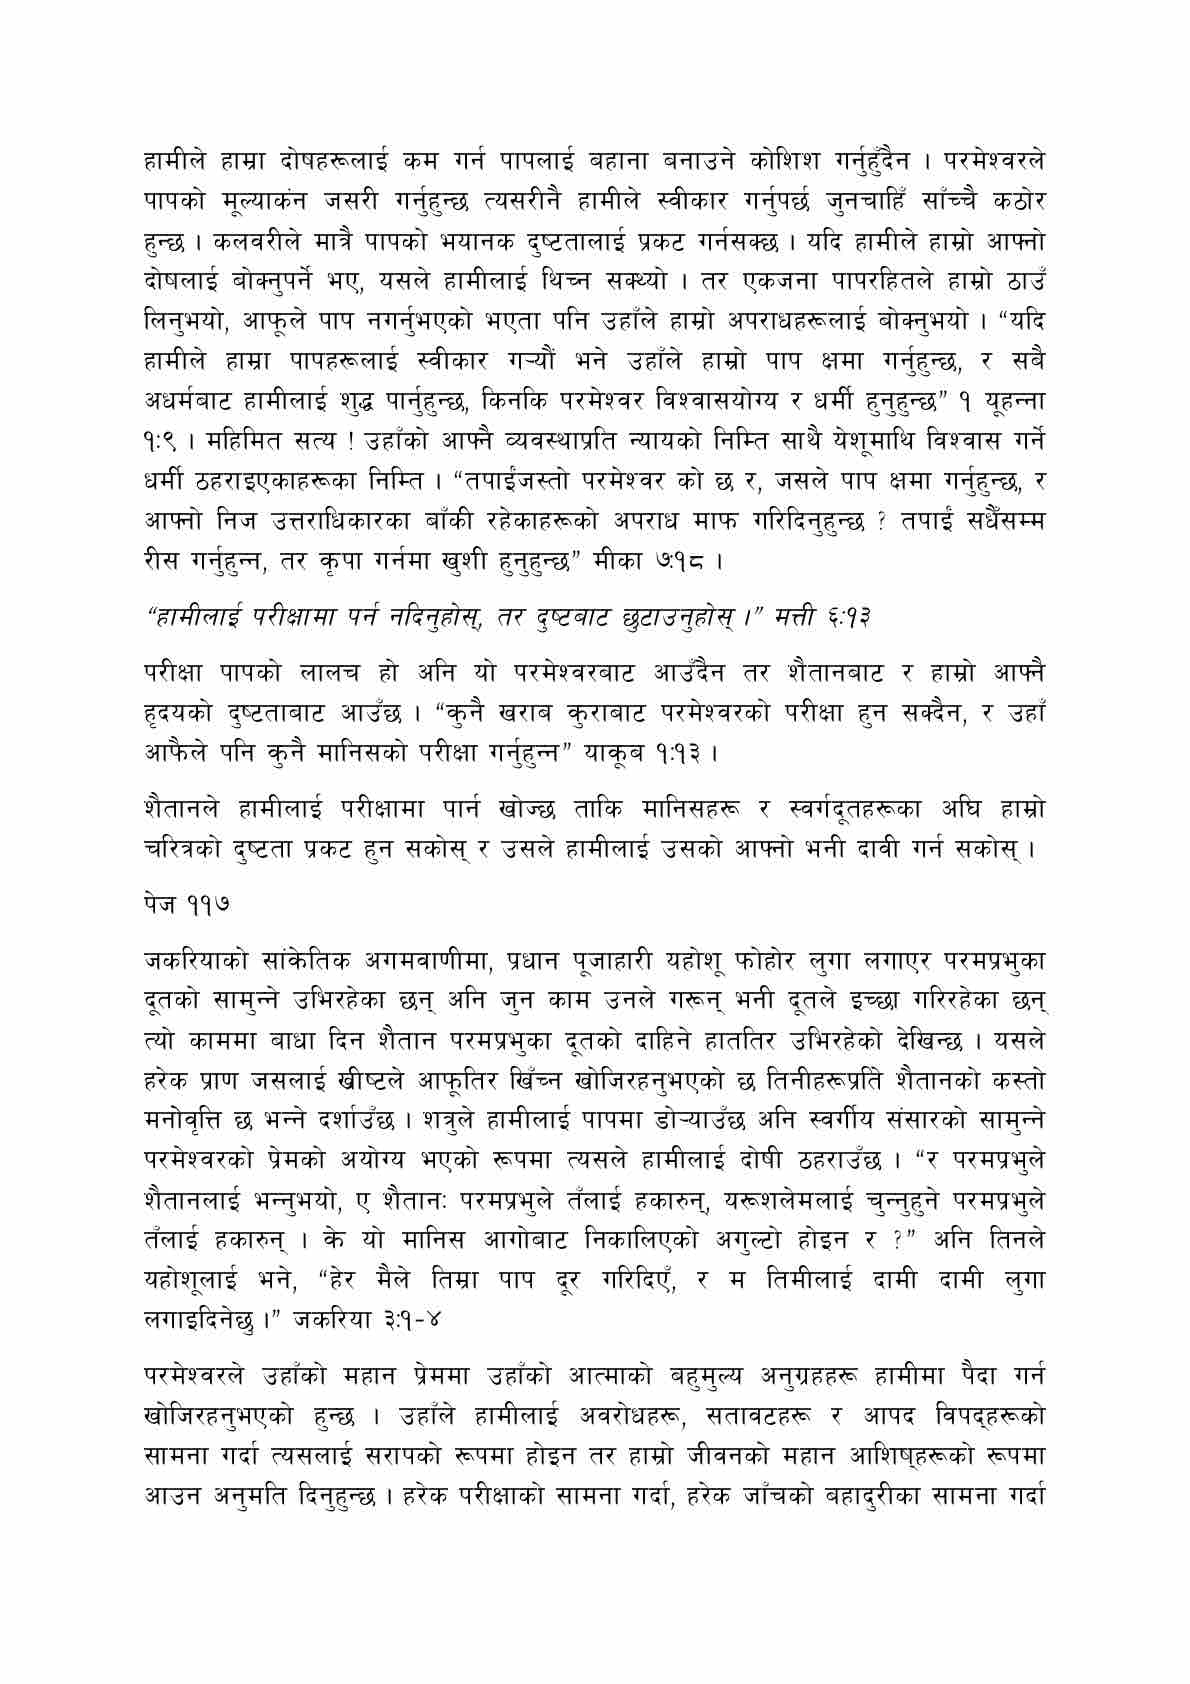 हामीले हाम्रा दोषहरूलाई कम गर्न पापलाई बहाना बनाउने कोशिश गर्नुहुँदैन । परमेश्वरले
पापको मूल्याकंन जसरी गर्नुहुन्छ त्यसरीनै हामीले स्वीकार गर्नुपर्छ जुनचाहिँ साँच्चै कठोर
हुन्छ । कलवरीले मात्रै पापको भयानक दुष्टतालाई प्रकट गर्नसक्छ । यदि हामीले हाम्रो आफ्नो
दोषलाई बोक्नुपर्ने भए, यसले हामीलाई थिच्न सक्थ्यो । तर एकजना पापरहितले हाम्रो ठाउँ
लिनुभयो, आफूले पाप नगर्नुभएको भएता पनि उहाँले हाम्रो अपराधहरूलाई बोक्नुभयो । “यदि
हामीले हाम्रा पापहरूलाई स्वीकार गऱ्यौं भने उहाँले हाम्रो पाप क्षमा गर्नुहुन्छ, र सबै
अधर्मबाट हामीलाई शुद्ध पार्नुहुन्छ, किनकि परमेश्वर विश्वासयोग्य र धर्मी हुनुहुन्छ” १ यूहन्ना
१:९ । महिमित सत्य ! उहाँको आफ्नै व्यवस्थाप्रति न्यायको निम्ति साथै येशूमाथि विश्वास गर्ने
धर्मी ठहराइएकाहरूका निम्ति । “तपाईंजस्तो परमेश्वर को छ र, जसले पाप क्षमा गर्नुहुन्छ, र
आफ्नो निज उत्तराधिकारका बाँकी रहेकाहरूको अपराध माफ गरिदिनुहुन्छ ? तपाईं सधैँसम्म
रीस गर्नुहुन्न, तर कृपा गर्नमा खुशी हुनुहुन्छ” मीका ७:१८ ।
“हामीलाई परीक्षामा पर्न नदिनुहोस्, तर दुष्टबाट छुटाउनुहोस् ।” मत्ती ६:१३
परीक्षा पापको लालच हो अनि यो परमेश्वरबाट आउँदैन तर शैतानबाट र हाम्रो आफ्नै
हृदयको दुष्टताबाट आउँछ । “कुनै खराब कुराबाट परमेश्वरको परीक्षा हुन सक्दैन, र उहाँ
आफैले पनि कुनै मानिसको परीक्षा गर्नुहुन्न” याकूब १:१३ ।
शैतानले हामीलाई परीक्षामा पार्न खोज्छ ताकि मानिसहरू र स्वर्गदूतहरूका अघि हाम्रो
चरित्रको दुष्टता प्रकट हुन सकोस् र उसले हामीलाई उसको आफ्नो भनी दावी गर्न सकोस् ।
पेज ११७
जकरियाको सांकेतिक अगमवाणीमा, प्रधान पूजाहारी यहोशू फोहोर लुगा लगाएर परमप्रभुका
दूतको सामुन्ने उभिरहेका छन् अनि जुन काम उनले गरून् भनी दूतले इच्छा गरिरहेका छन्
त्यो काममा बाधा दिन शैतान परमप्रभुका दूतको दाहिने हाततिर उभिरहेको देखिन्छ । यसले
हरेक प्राण जसलाई ख्रीष्टले आफूतिर खिँच्न खोजिरहनुभएको छ तिनीहरूप्रति शैतानको कस्तो
मनोवृत्ति छ भन्ने दर्शाउँछ । शत्रुले हामीलाई पापमा डोऱ्याउँछ अनि स्वर्गीय संसारको सामुन्ने
परमेश्वरको प्रेमको अयोग्य भएको रूपमा त्यसले हामीलाई दोषी ठहराउँछ । “र परमप्रभुले
शैतानलाई भन्नुभयो, ए शैतानः परमप्रभुले तँलाई हकारुन्, यरूशलेमलाई चुन्नुहुने परमप्रभुले
तँलाई हकारुन् । के यो मानिस आगोबाट निकालिएको अगुल्टो होइन र ?” अनि तिनले
यहोशूलाई भने, “हेर मैले तिम्रा पाप दूर गरिदिएँ, र म तिमीलाई दामी दामी लुगा
लगाइदिनेछु ।” जकरिया ३:१-४
परमेश्वरले उहाँको महान प्रेममा उहाँको आत्माको बहुमुल्य अनुग्रहहरू हामीमा पैदा गर्न
खोजिरहनुभएको हुन्छ । उहाँले हामीलाई अवरोधहरू, सतावटहरू र आपद विपद्हरूको
सामना गर्दा त्यसलाई सरापको रूपमा होइन तर हाम्रो जीवनको महान आशिष्हरूको रूपमा
आउन अनुमति दिनुहुन्छ । हरेक परीक्षाको सामना गर्दा, हरेक जाँचको बहादुरीका सामना गर्दा